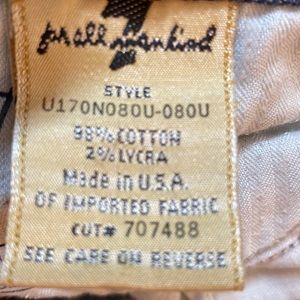 7
for all mankind
STYLE
U170N080U-080U
98% COTTON
2% LYCRA
Made in U.S.A.
OF IMPORTED FABRIC
CUT# 707488
SEE CARE ON REVERSE